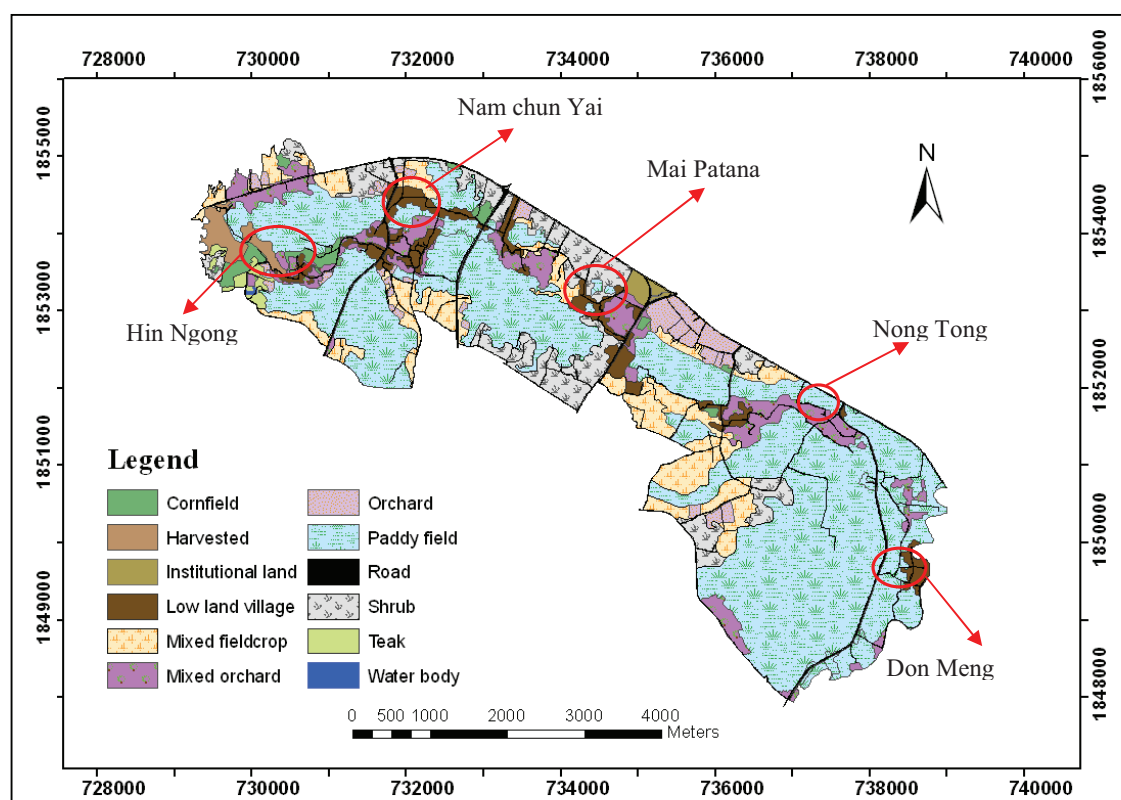 728000 730000 732000 734000 736000 738000 740000
1856000
1855000
Nam chun Yai
Mai Patana
N
1854000
1853000
Hin Ngong
Nong Tong
1852000
1851000
Legend
Cornfield Orchard
Harvested Paddy field
Institutional land Road
Low land village Shrub
Mixed fieldcrop Teak
Mixed orchard Water body
1850000
1849000
Don Meng
1848000
0 500 1000 2000 3000 4000
Meters
728000 730000 732000 734000 736000 738000 740000